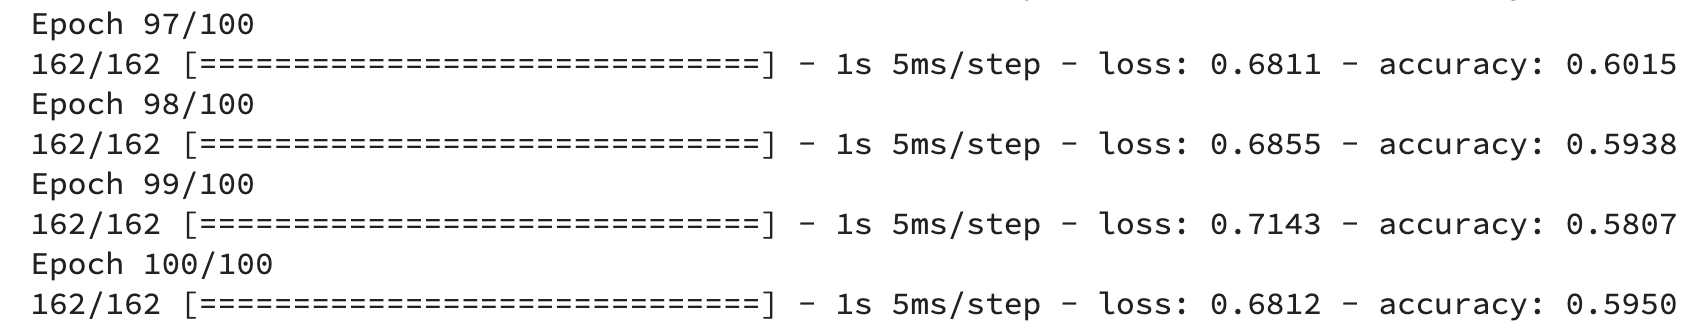 Epoch 97/100
162/162 [==============================] - 1s 5ms/step - loss: 0.6811 - accuracy: 0.6015
Epoch 98/100
162/162 [==============================] - 1s 5ms/step - loss: 0.6855 - accuracy: 0.5938
Epoch 99/100
162/162 [==============================] - 1s 5ms/step - loss: 0.7143 - accuracy: 0.5807
Epoch 100/100
162/162 [==============================] - 1s 5ms/step - loss: 0.6812 - accuracy: 0.5950